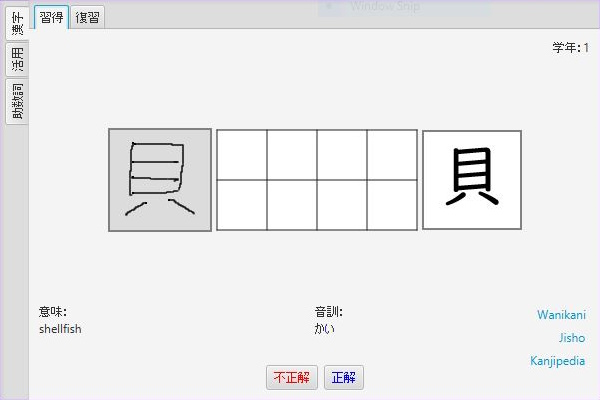 Window Snip
漢字
活用
助数詞
習得 復習
学年: 1
貝 貝
意味:
shellfish
音訓:
かい
Wanikani
Jisho
Kanjipedia
不正解 正解